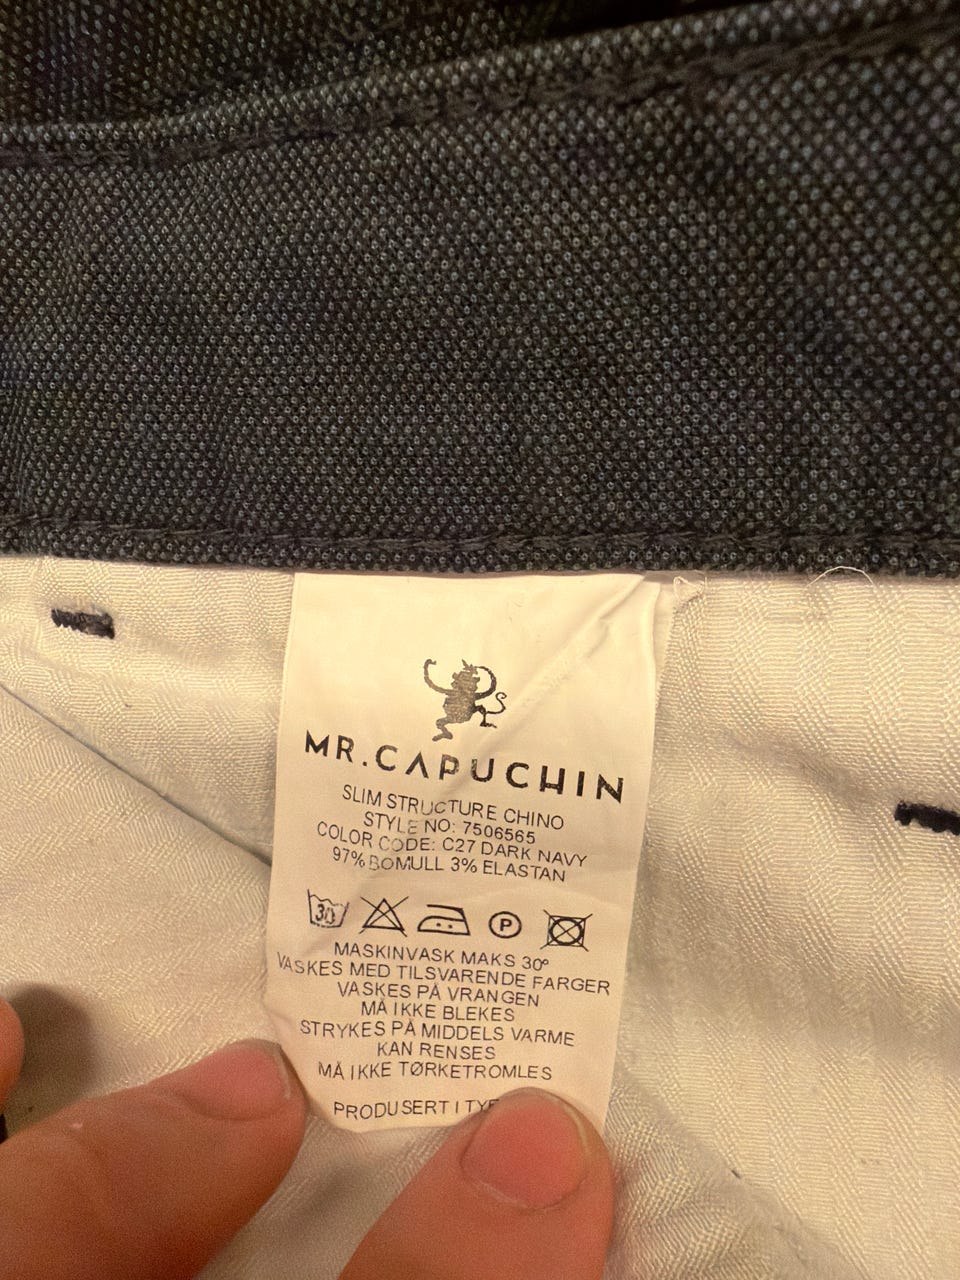 MR.CAPUCHIN
SLIM STRUCTURE CHINO
STYLE NO: 7506565
COLOR CODE: C27 DARK NAVY
97% BOMULL 3% ELASTAN
30 P
MASKINVASK MAKS 30°
VASKES MED TILSVARENDE FARGER
VASKES PÅ VRANGEN
MÅ IKKE BLEKES
STRYKES PÅ MIDDELS VARME
KAN RENSES
MÅ IKKE TØRKETROMLES
PRODUSERT I